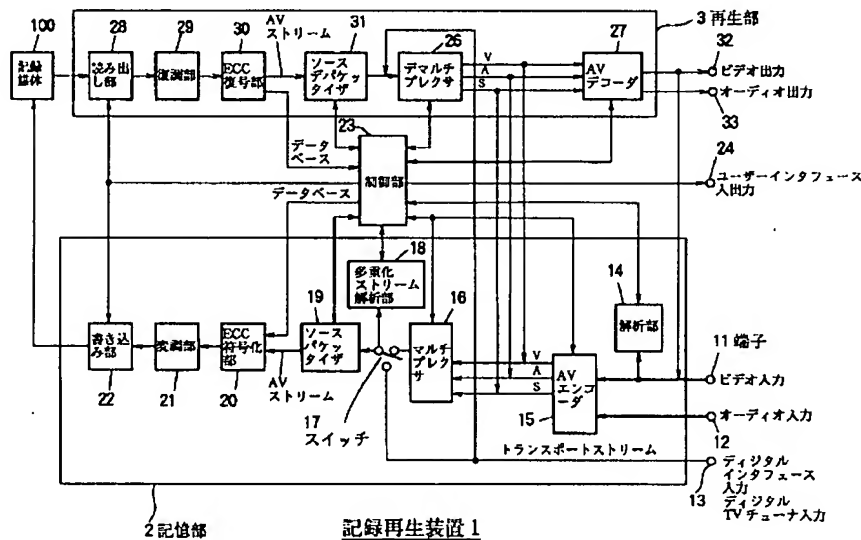 100
記録
媒体
28
読み出
し部
29
復調部
30
ECC
復号部
AV
ストリーム
31
ソース
デパケッ
タイザ
26
デマルチ
プレクサ
V
A
S
27
AV
デコーダ
3 再生部
32
ビデオ出力
オーディオ出力
33
24
ユーザーインタフェース
入出力
23
制御部
データ
ベース
データベース
18
多重化
ストリーム
解析部
14
解析部
22
書き込
み部
21
変調部
20
ECC
符号化
部
AV
ストリーム
19
ソース
パケッ
タイザ
17
スイッチ
16
マルチ
プレク
サ
V
A
S
15
AV
エンコ
ーダ
11 端子
ビデオ入力
オーディオ入力
12
トランスポートストリーム
13
ディジタル
インタフェース
入力
ディジタル
TVチューナ入力
2 記憶部
記録再生装置1